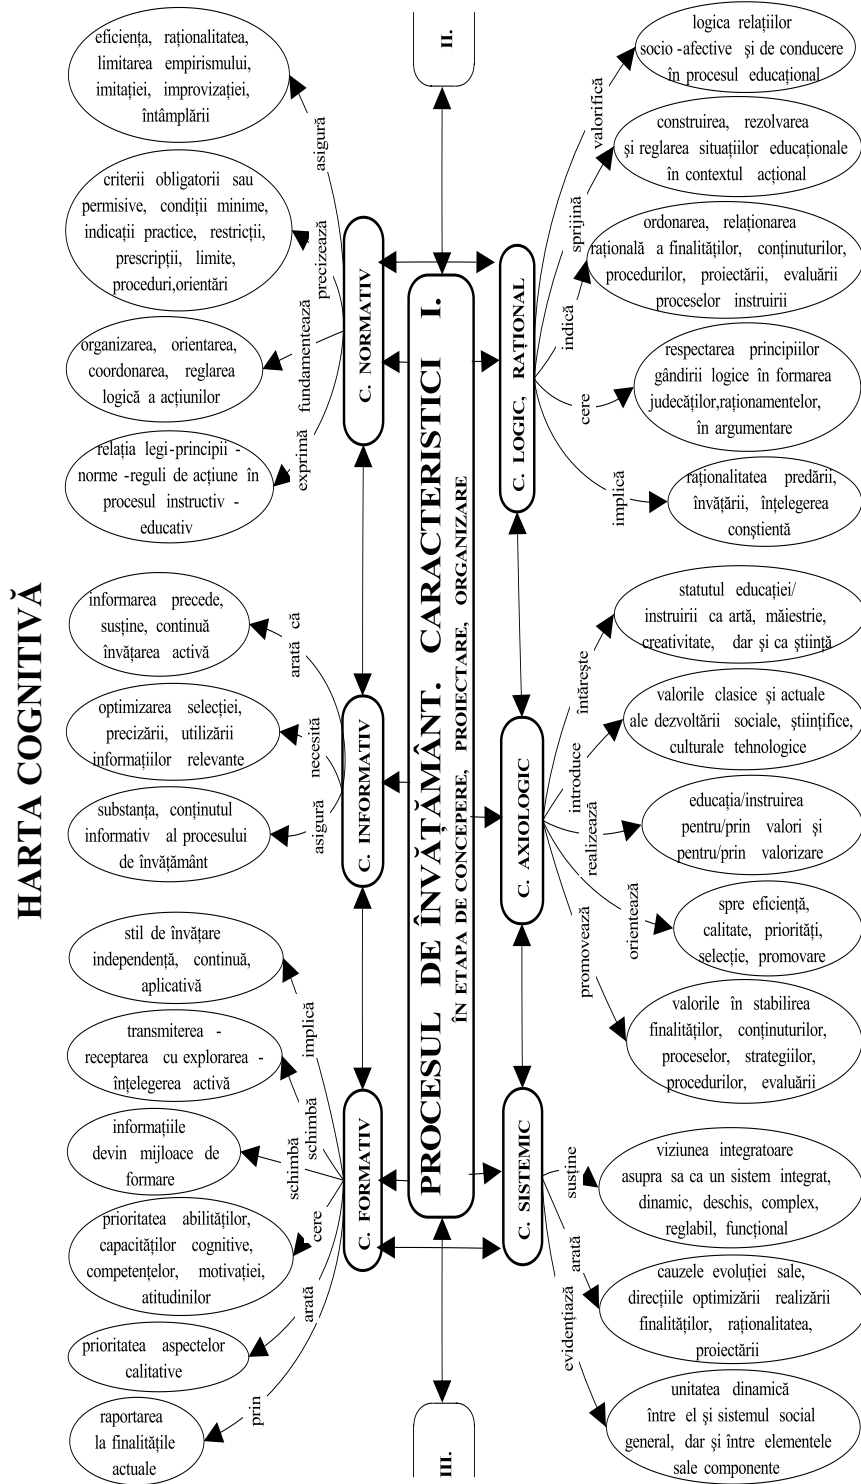 HARTA COGNITIVĂ
eficiența, raționalitatea,
limitarea empirismului,
imitației, improvizației,
întâmplării
asigură
criterii obligatorii sau
permisive, condiții minime,
indicații practice, restricții,
prescripții, limite,
proceduri,orientări
precizează
organizarea, orientarea,
coordonarea, reglarea
logică a acțiunilor
fundamentează
relația legi-principii -
norme -reguli de acțiune în
procesul instructiv -
educativ
exprimă
C. NORMATIV
informarea precede,
susține, continuă
învățarea activă
arată că
optimizarea selecției,
precizării, utilizării
informațiilor relevante
necesită
substanța, conținutul
informativ al procesului
de învățământ
asigură
C. INFORMATIV
stil de învățare
independentă, continuă,
aplicativă
implică
transmiterea -
receptarea cu explorarea -
înțelegerea activă
schimbă
informațiile
devin mijloace de
formare
schimbă
prioritatea abilităților,
capacităților cognitive,
competențelor, motivației,
atitudinilor
cere
prioritatea aspectelor
calitative
arată
raportarea
la finalitățile
actuale
prin
C. FORMATIV
II.
PROCESUL DE ÎNVĂȚĂMÂNT. CARACTERISTICI I.
ÎN ETAPA DE CONCEPERE, PROIECTARE, ORGANIZARE
III.
C. LOGIC, RAȚIONAL
valorifică
logica relațiilor
socio -afective și de conducere
în procesul educațional
sprijină
construirea, rezolvarea
și reglarea situațiilor educaționale
în contextul acțional
indică
ordonarea, relaționarea
rațională a finalităților, conținuturilor,
procedurilor, proiectării, evaluării
proceselor instruirii
cere
respectarea principiilor
gândirii logice în formarea
judecăților,raționamentelor,
în argumentare
implică
raționalitatea predării,
învățării, înțelegerea
conștientă
C. AXIOLOGIC
întărește
statutul educației/
instruirii ca artă, măiestrie,
creativitate, dar și ca știință
introduce
valorile clasice și actuale
ale dezvoltării sociale, științifice,
culturale tehnologice
realizează
educația/instruirea
pentru/prin valori și
pentru/prin valorizare
orientează
spre eficiență,
calitate, priorități,
selecție, promovare
promovează
valorile în stabilirea
finalităților, conținuturilor,
proceselor, strategiilor,
procedurilor, evaluării
C. SISTEMIC
susține
viziunea integratoare
asupra sa ca un sistem integrat,
dinamic, deschis, complex,
reglabil, funcțional
arată
cauzele evoluției sale,
direcțiile optimizării realizării
finalităților, raționalitatea,
proiectării
evidențiază
unitatea dinamică
între el și sistemul social
general, dar și între elementele
sale componente